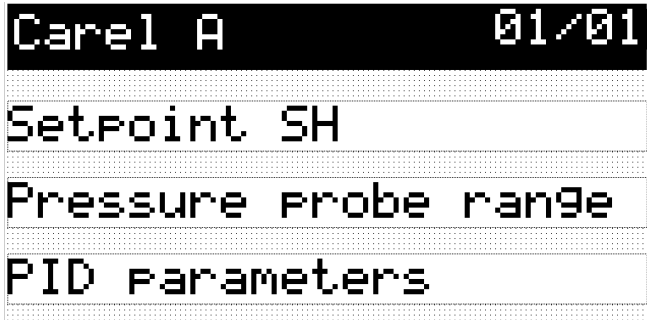 Carel A 01/01
Setpoint SH
Pressure probe range
PID parameters